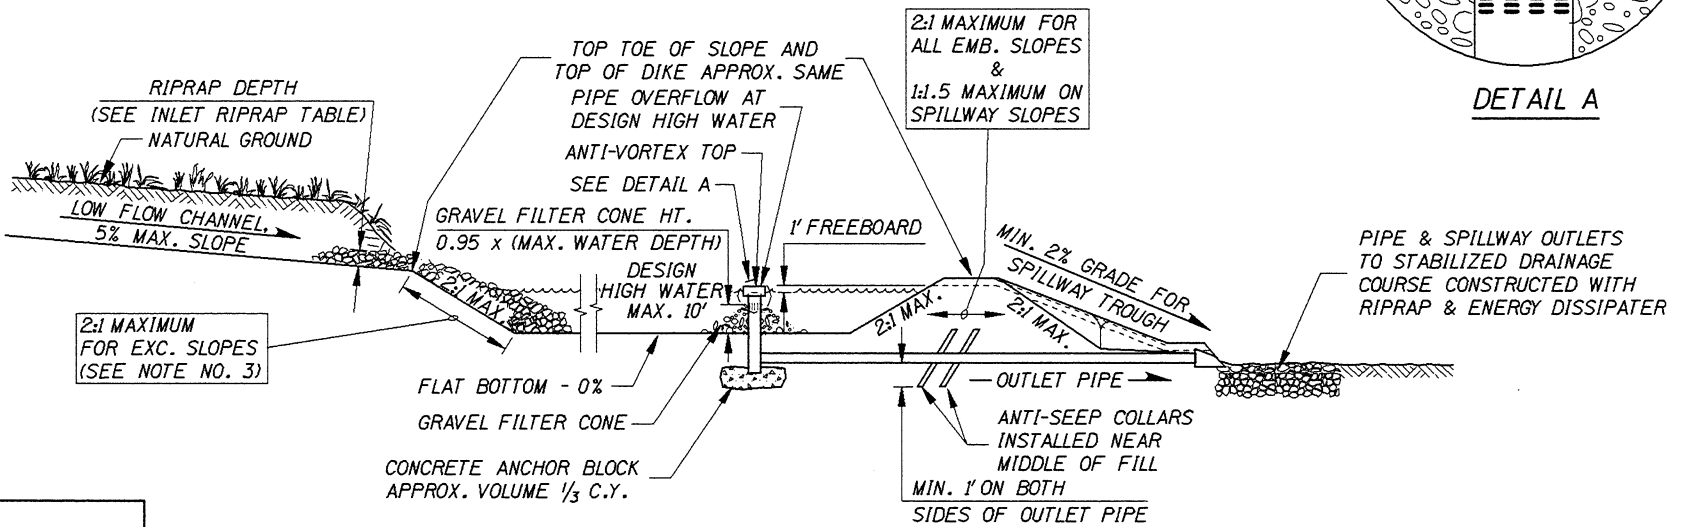 2:1 MAXIMUM FOR
ALL EMB. SLOPES
&
1:1.5 MAXIMUM ON
SPILLWAY SLOPES
DETAIL A
TOP TOE OF SLOPE AND
TOP OF DIKE APPROX. SAME
RIPRAP DEPTH
(SEE INLET RIPRAP TABLE)
NATURAL GROUND
PIPE OVERFLOW AT
DESIGN HIGH WATER
ANTI-VORTEX TOP
SEE DETAIL A
LOW FLOW CHANNEL,
5% MAX. SLOPE
GRAVEL FILTER CONE HT.
0.95 x (MAX. WATER DEPTH)
1' FREEBOARD
DESIGN
HIGH WATER
MAX. 10'
MIN. 2% GRADE FOR
SPILLWAY TROUGH
PIPE & SPILLWAY OUTLETS
TO STABILIZED DRAINAGE
COURSE CONSTRUCTED WITH
RIPRAP & ENERGY DISSIPATER
2:1 MAX.
2:1 MAX.
2:1 MAX.
2:1 MAXIMUM
FOR EXC. SLOPES
(SEE NOTE NO. 3)
FLAT BOTTOM - 0%
OUTLET PIPE
GRAVEL FILTER CONE
ANTI-SEEP COLLARS
INSTALLED NEAR
MIDDLE OF FILL
CONCRETE ANCHOR BLOCK
APPROX. VOLUME 1/3 C.Y.
MIN. 1' ON BOTH
SIDES OF OUTLET PIPE